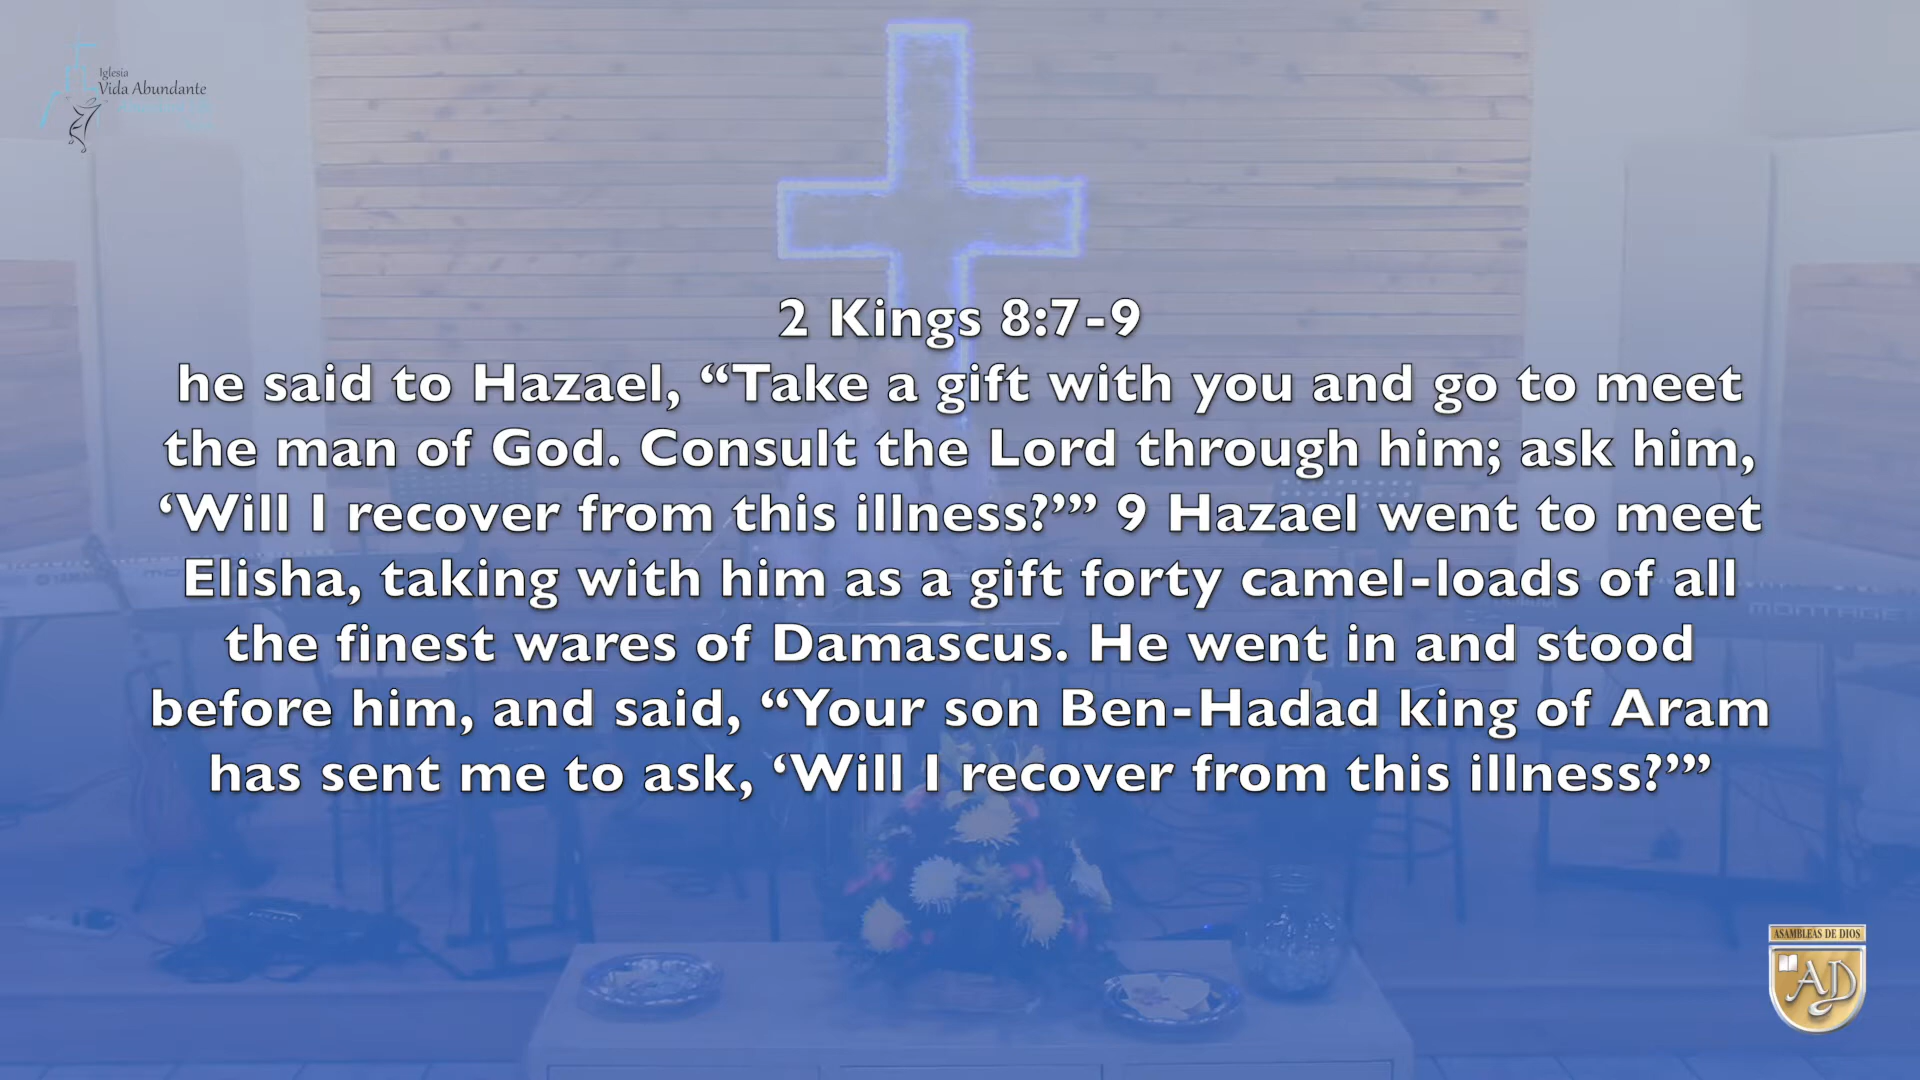 Iglesia
Vida Abundante
2 Kings 8:7-9
he said to Hazael, “Take a gift with you and go to meet
the man of God. Consult the Lord through him; ask him,
‘Will I recover from this illness?’” 9 Hazael went to meet
Elisha, taking with him as a gift forty camel-loads of all
the finest wares of Damascus. He went in and stood
before him, and said, “Your son Ben-Hadad king of Aram
has sent me to ask, ‘Will I recover from this illness?’”
MONTAGE
ASAMBLEAS DE DIOS
AD